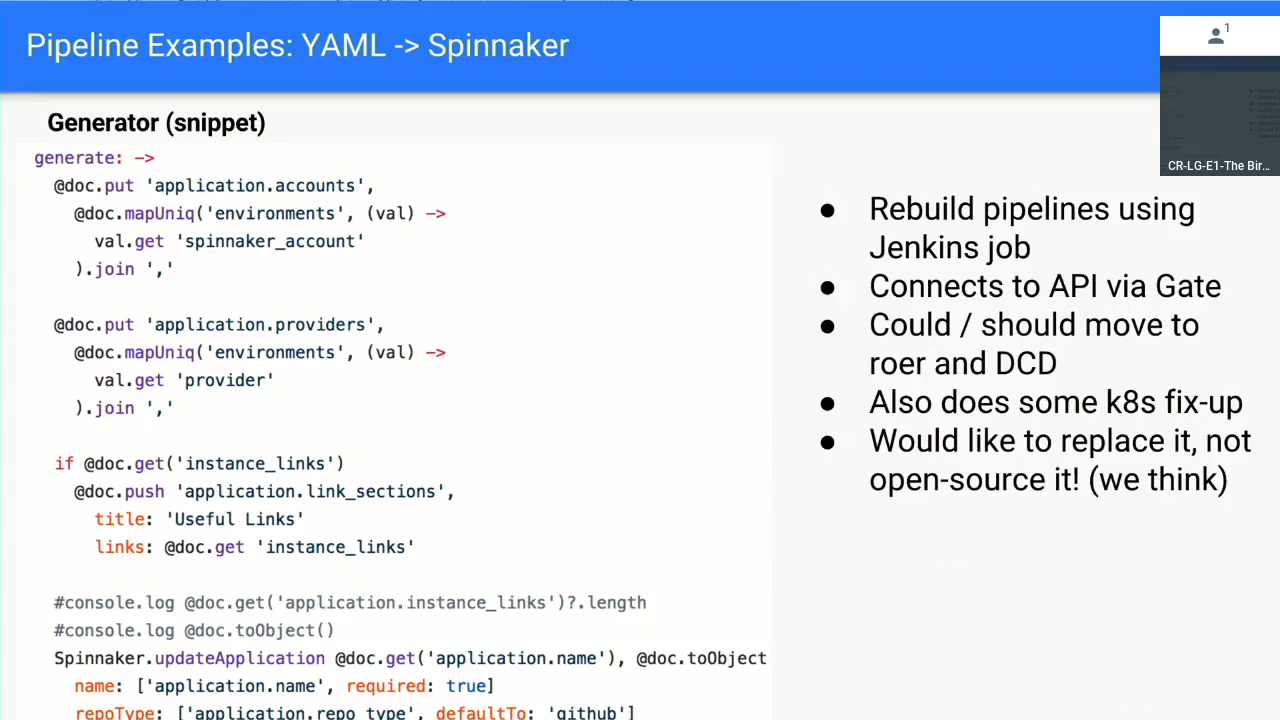 Pipeline Examples: YAML -> Spinnaker
1
CR-LG-E1-The Bir...
Generator (snippet)
generate: ->
@doc.put 'application.accounts',
@doc.mapUniq('environments', (val) ->
val.get 'spinnaker_account'
).join ','
@doc.put 'application.providers',
@doc.mapUniq('environments', (val) ->
val.get 'provider'
).join ','
if @doc.get('instance_links')
@doc.push 'application.link_sections',
title: 'Useful Links'
links: @doc.get 'instance_links'
#console.log @doc.get('application.instance_links')?.length
#console.log @doc.toObject()
Spinnaker.updateApplication @doc.get('application.name'), @doc.toObject
name: ['application.name', required: true]
repoType: ['application.repo_type', defaultTo: 'github']
● Rebuild pipelines using
Jenkins job
● Connects to API via Gate
● Could / should move to
roer and DCD
● Also does some k8s fix-up
● Would like to replace it, not
open-source it! (we think)